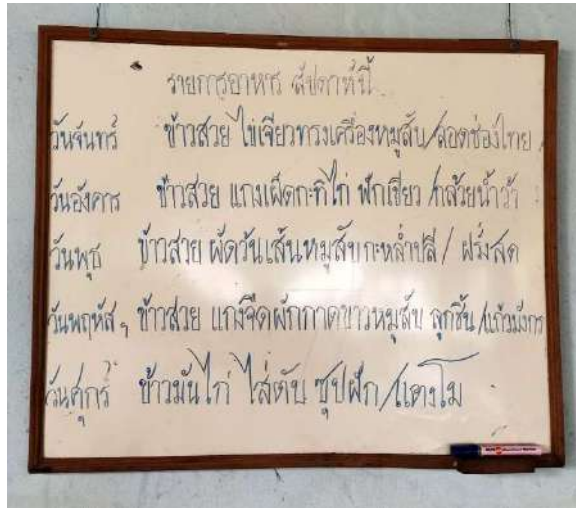 รายการอาหาร สัปดาห์นี้
วันจันทร์ ข้าวสวย ไข่เจียวทรงเครื่องหมูสับ/ลอดช่องไทย
วันอังคาร ข้าวสวย แกงเผ็ดกะทิไก่ ฟักเขียว /กล้วยน้ำว้า
วันพุธ ข้าวสวย ผัดวุ้นเส้นหมูสับกะหล่ำปลี / ฝรั่งสด
วันพฤหัสฯ ข้าวสวย แกงจืดผักกาดขาวหมูสับ ลูกชิ้น /แก้วมังกร
วันศุกร์ ข้าวมันไก่ ใส่ตับ ซุปฟัก /แตงโม